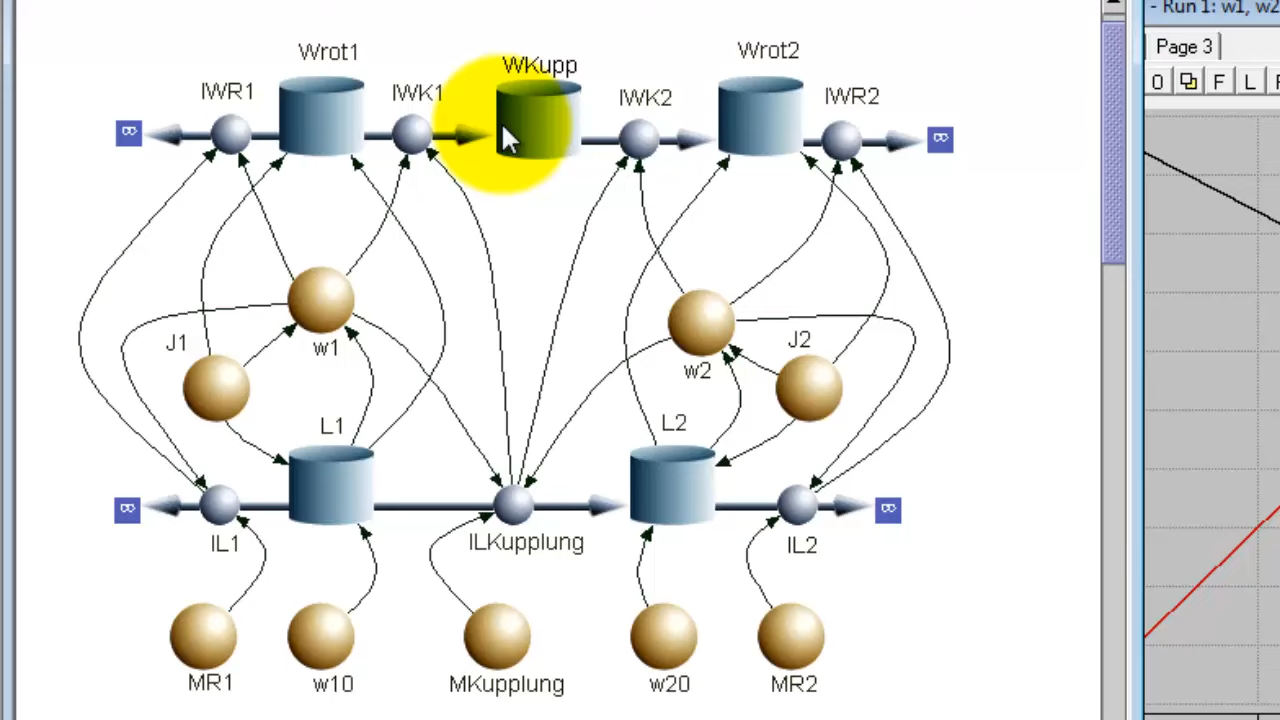 - Run 1: w1, w2
Page 3
0 F L
Wrot1
WKupp
Wrot2
IWR1
IWK1
IWK2
IWR2
w1
J1
w2
J2
L1
L2
IL1
ILKupplung
IL2
MR1
w10
MKupplung
w20
MR2